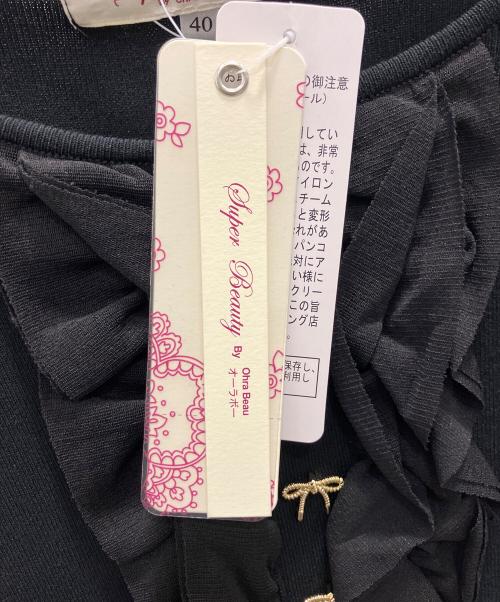 40
Super Beauty
By
Ohra Beau
オーラボー
の御注意
ール)
してい
は、非常
ものです。
イロン
チーム
と変形
れがあ
パンコ
対にア
い様に
クリー
この旨
ング店
。
保存し、
利用し